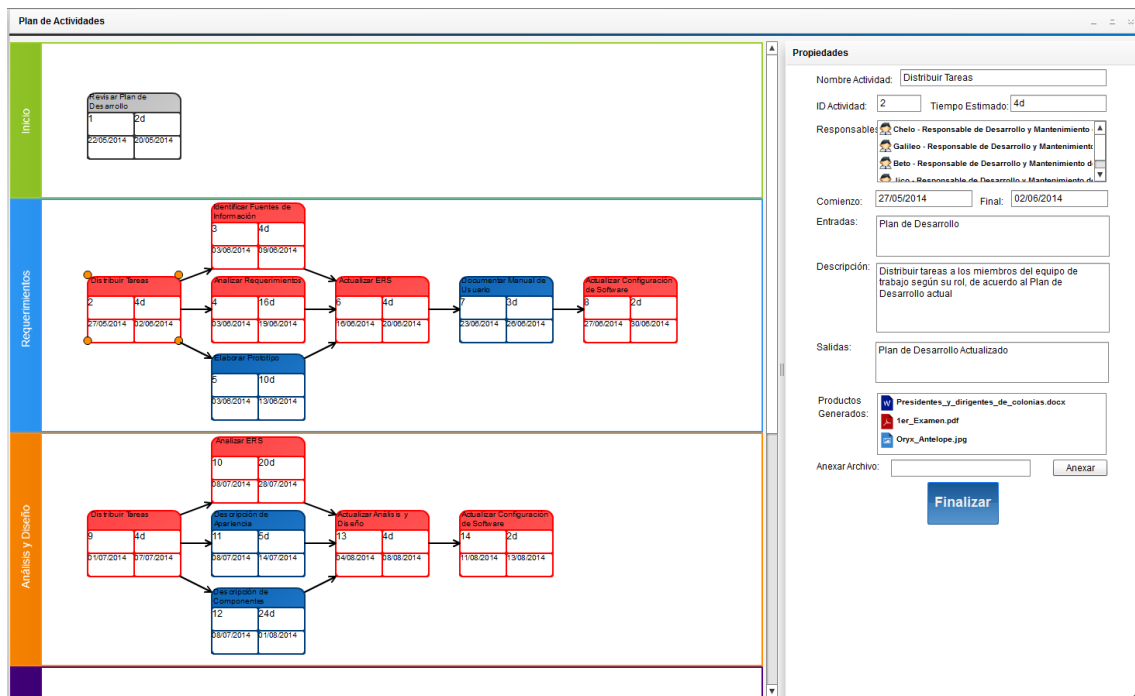 Plan de Actividades
Inicio
Revisar Plan de
Desarrollo
1 2d
22/05/2014 20/05/2014
Requerimientos
Identificar Fuentes de
Información
3 4d
03/06/2014 09/06/2014
Distribuir Tareas
2 4d
27/05/2014 02/06/2014
Analizar Requerimientos
4 16d
03/06/2014 19/06/2014
Actualizar ERS
6 4d
16/06/2014 20/06/2014
Documentar Manual de
Usuario
7 3d
23/06/2014 26/06/2014
Actualizar Configuración
de Software
8 2d
27/06/2014 30/06/2014
Elaborar Prototipo
5 10d
03/06/2014 13/06/2014
Análisis y Diseño
Analizar ERS
10 20d
08/07/2014 28/07/2014
Distribuir Tareas
9 4d
01/07/2014 07/07/2014
Descripción de
Apariencia
11 5d
08/07/2014 14/07/2014
Actualizar Análisis y
Diseño
13 4d
04/08/2014 08/08/2014
Actualizar Configuración
de Software
14 2d
11/08/2014 13/08/2014
Descripción de
Componentes
12 24d
08/07/2014 01/08/2014
Propiedades
Nombre Actividad: Distribuir Tareas
ID Actividad: 2 Tiempo Estimado: 4d
Responsables
Chelo - Responsable de Desarrollo y Mantenimiento
Galileo - Responsable de Desarrollo y Mantenimiento
Beto - Responsable de Desarrollo y Mantenimiento d
Jico - Responsable de Desarrollo y Mantenimiento d
Comienzo: 27/05/2014 Final: 02/06/2014
Entradas: Plan de Desarrollo
Descripción: Distribuir tareas a los miembros del equipo de
trabajo según su rol, de acuerdo al Plan de
Desarrollo actual
Salidas: Plan de Desarrollo Actualizado
Productos
Generados:
Presidentes_y_dirigentes_de_colonias.docx
1er_Examen.pdf
Oryx_Antelope.jpg
Anexar Archivo: Anexar
Finalizar